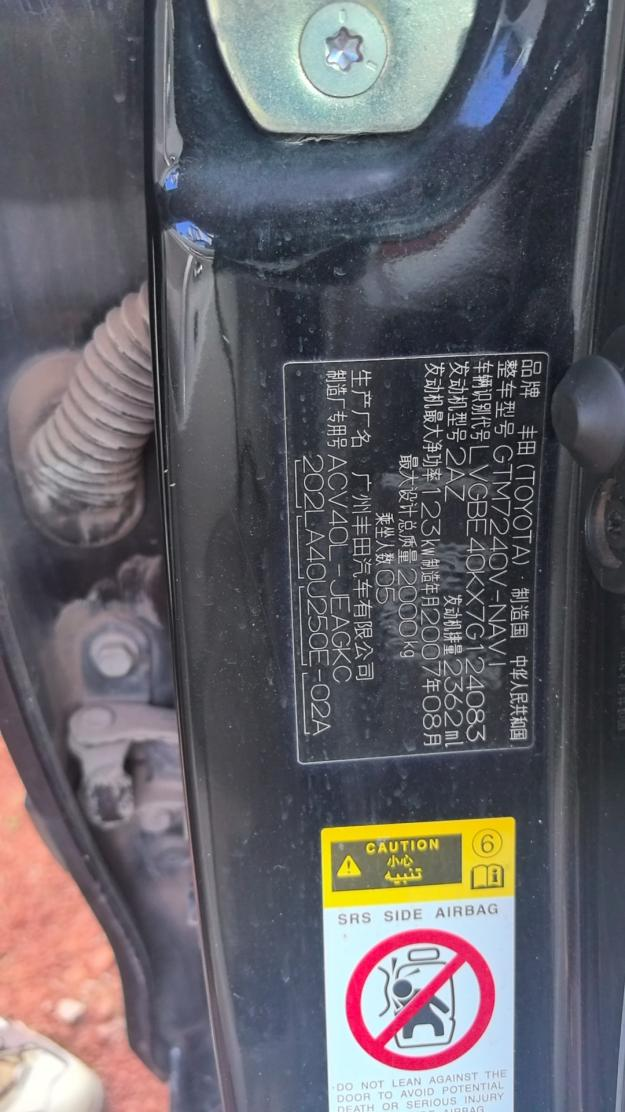 品牌 丰田(TOYOTA) 制造国 中华人民共和国
整车型号 GTM7240V-NAVI
车辆识别代号 LVGBE40KX7G124083
发动机型号 2AZ 发动机排量 2362ml
发动机最大净功率 123kw 制造年月 2007年08月
最大设计总质量 2000kg
乘坐人数 05
生产厂名 广州丰田汽车有限公司
制造厂专用号 ACV40L-JEAGKC
202LA40U250E-02A
CAUTION
小心
تنبيه
6
SRS SIDE AIRBAG
DO NOT LEAN AGAINST THE
DOOR TO AVOID POTENTIAL
DEATH OR SERIOUS INJURY
AIRBAG